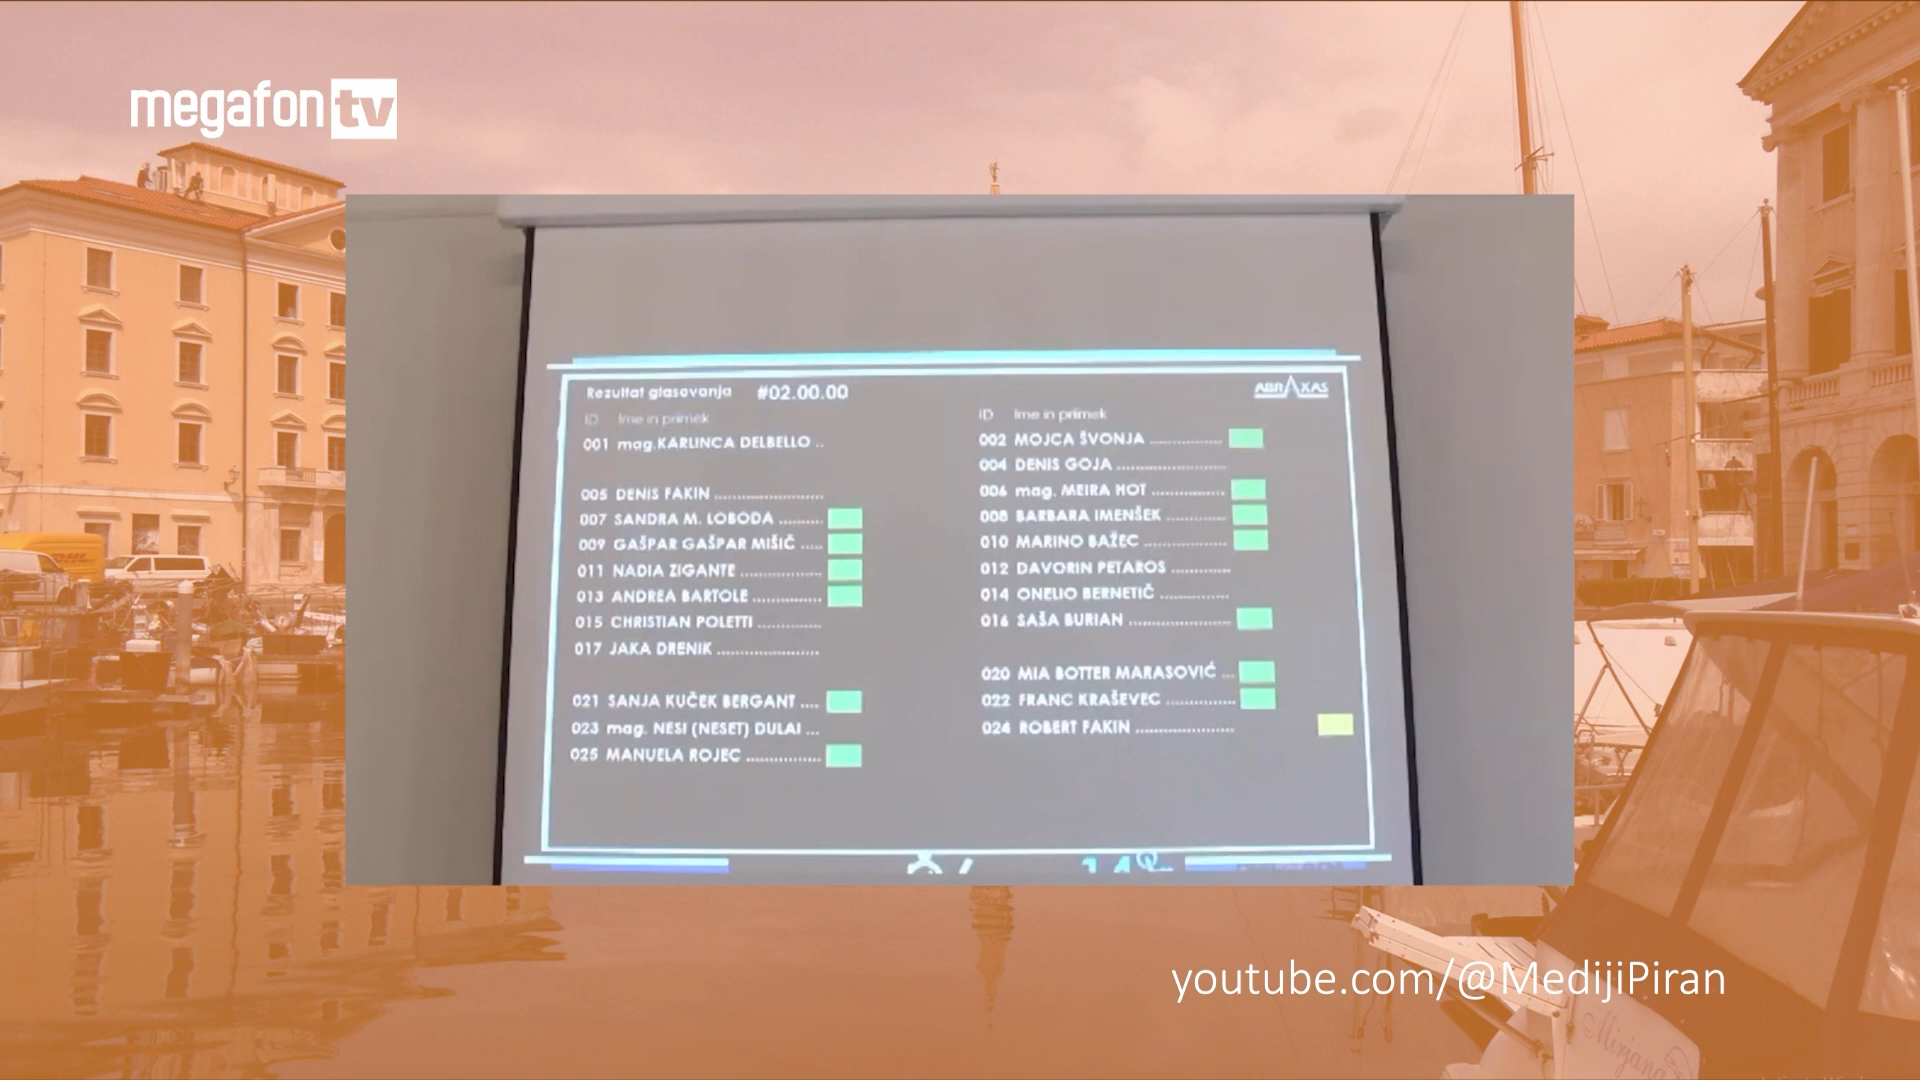 megafon tv
Rezultat glasovanja #02.00.00
ABRAXAS
ID Ime in priimek
001 mag.KARLINCA DELBELLO ..
005 DENIS FAKIN ........................
007 SANDRA M. LOBODA .........
009 GAŠPAR GAŠPAR MIŠIČ .....
011 NADIA ZIGANTE ..................
013 ANDREA BARTOLE ...............
015 CHRISTIAN POLETTI ..............
017 JAKA DRENIK ......................
021 SANJA KUČEK BERGANT ....
023 mag. NESI (NESET) DULAI ...
025 MANUELA ROJEC ................
ID Ime in priimek
002 MOJCA ŠVONJA ................
004 DENIS GOJA ........................
006 mag. MEIRA HOT ................
008 BARBARA IMENŠEK .............
010 MARINO BAŽEC ..................
012 DAVORIN PETAROS .............
014 ONELIO BERNETIČ ...............
016 SAŠA BURIAN ......................
020 MIA BOTTER MARASOVIĆ ...
022 FRANC KRAŠEVEC ...............
024 ROBERT FAKIN ......................
youtube.com/@MedijiPiran
Mirjana